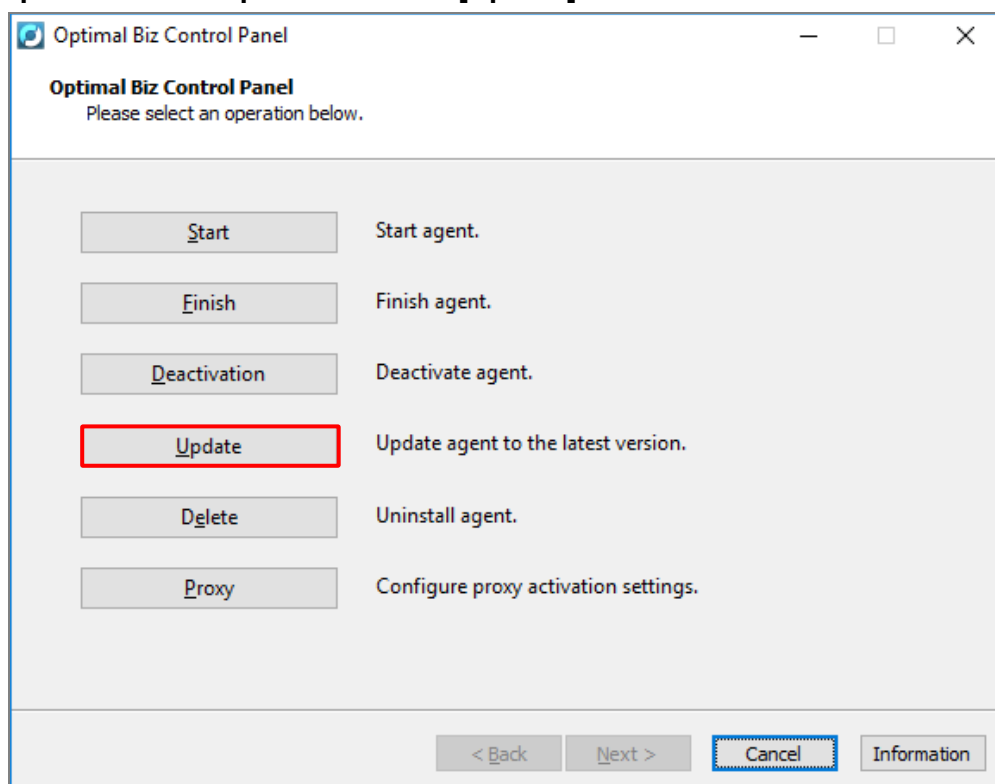 Optimal Biz Control Panel
Optimal Biz Control Panel
Please select an operation below.
Start Start agent.
Finish Finish agent.
Deactivation Deactivate agent.
Update Update agent to the latest version.
Delete Uninstall agent.
Proxy Configure proxy activation settings.
< Back Next > Cancel Information